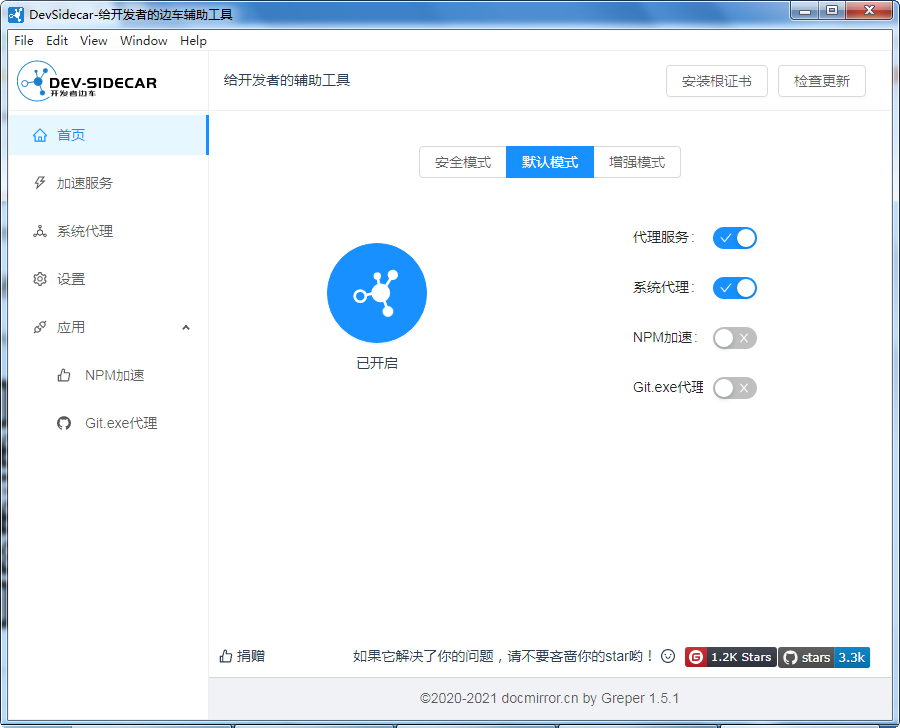 DevSidecar-给开发者的边车辅助工具
File Edit View Window Help
DEV-SIDECAR
开发者边车
给开发者的辅助工具
安装根证书
检查更新
首页
加速服务
系统代理
设置
应用
NPM加速
Git.exe代理
安全模式
默认模式
增强模式
已开启
代理服务:
系统代理:
NPM加速:
Git.exe代理
捐赠
如果它解决了你的问题，请不要吝啬你的star哟！
G 1.2K Stars
stars 3.3k
©2020-2021 docmirror.cn by Greper 1.5.1